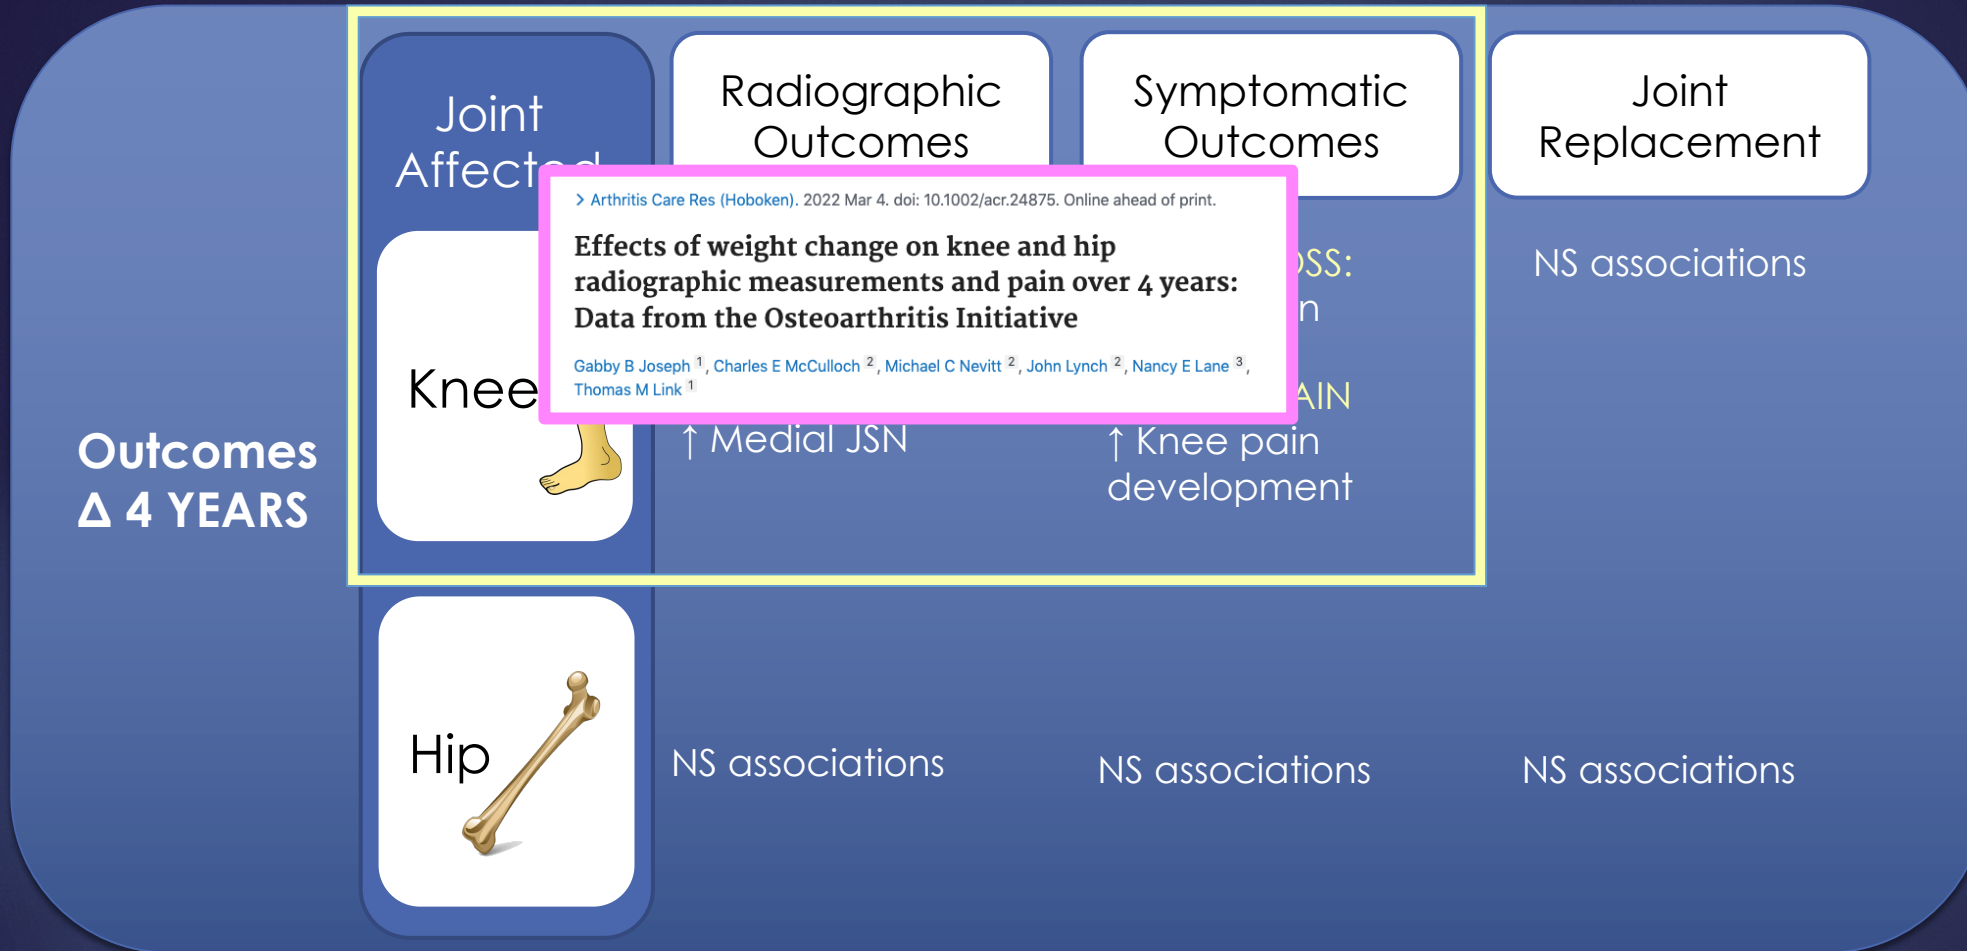 Joint
Radiographic
Outcomes
Symptomatic
Outcomes
Joint
Replacement
> Arthritis Care Res (Hoboken). 2022 Mar 4. doi: 10.1002/acr.24875. Online ahead of print.
Effects of weight change on knee and hip
radiographic measurements and pain over 4 years:
Data from the Osteoarthritis Initiative
Gabby B Joseph 1, Charles E McCulloch 2, Michael C Nevitt 2, John Lynch 2, Nancy E Lane 3,
Thomas M Link 1
Outcomes
Δ 4 YEARS
Knee
↑ Medial JSN
↑ Knee pain
development
NS associations
Hip
NS associations
NS associations
NS associations